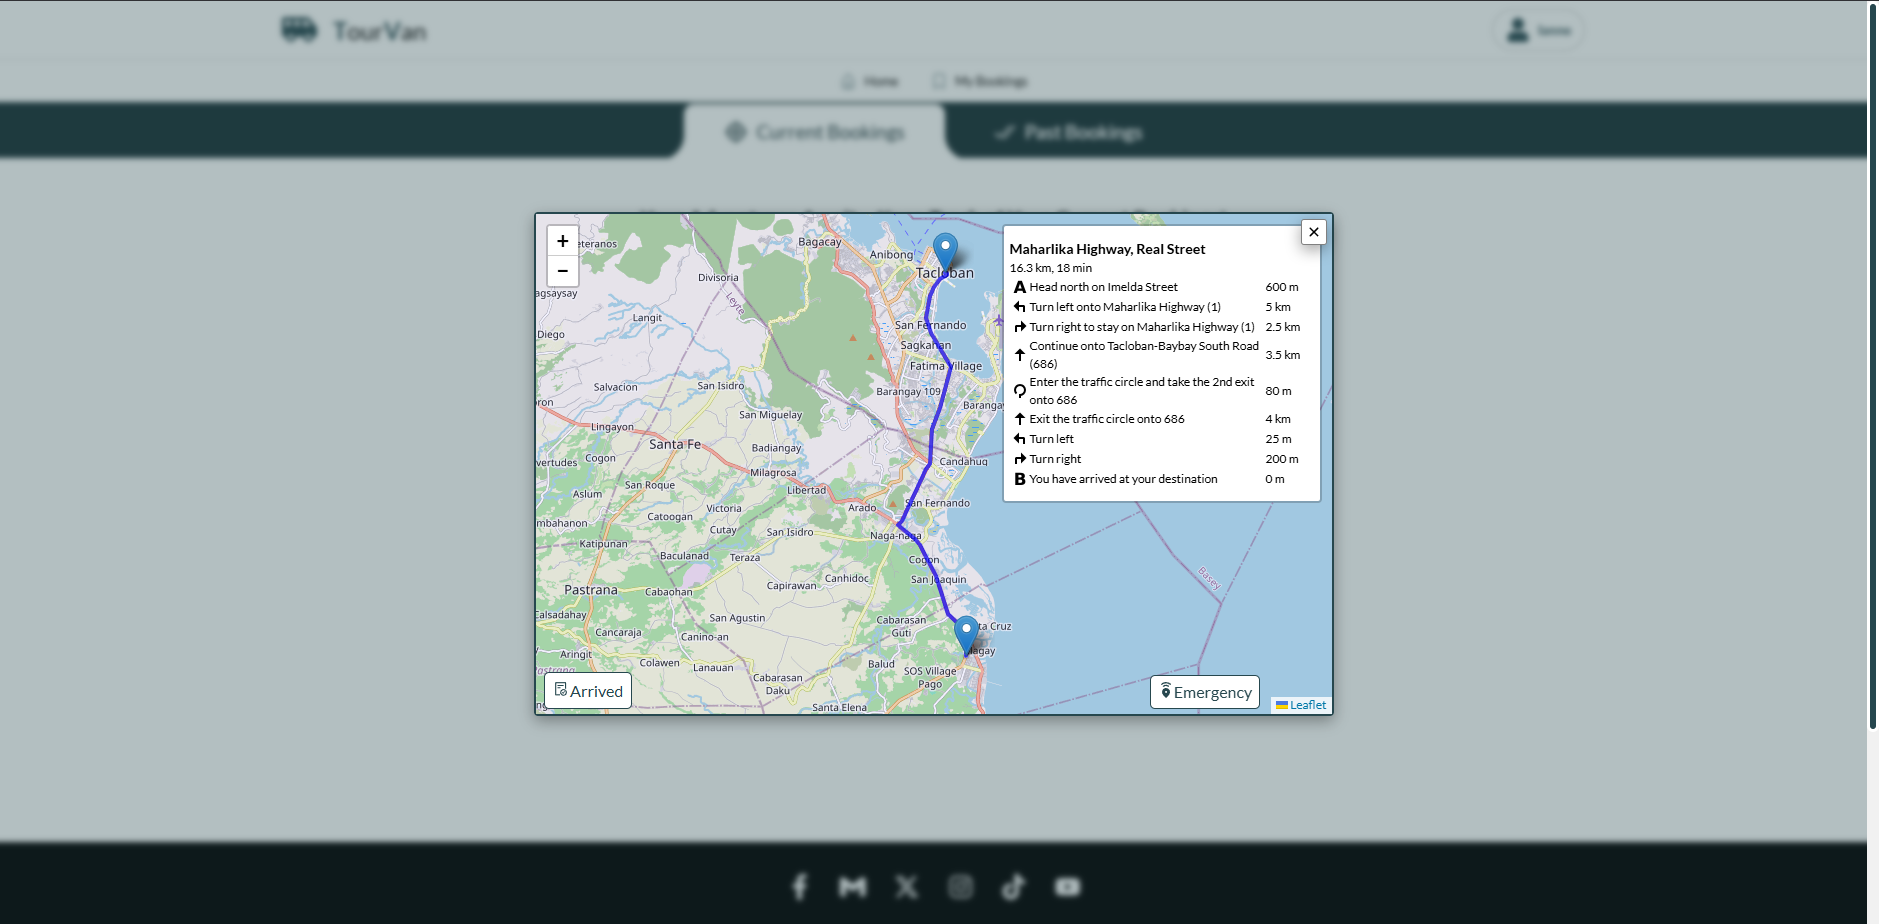 TourVan
Home
My Bookings
Current Bookings
Past Bookings
+
−
×
Maharlika Highway, Real Street
16.3 km, 18 min
A Head north on Imelda Street 600 m
Turn left onto Maharlika Highway (1) 5 km
Turn right to stay on Maharlika Highway (1) 2.5 km
Continue onto Tacloban-Baybay South Road
(686) 3.5 km
Enter the traffic circle and take the 2nd exit
onto 686 80 m
Exit the traffic circle onto 686 4 km
Turn left 25 m
Turn right 200 m
B You have arrived at your destination 0 m
eteranos
Bagacay
Anibong
Tacloban
Divisoria
agsaysay
Leyte
Langit
San Fernando
Diego
Sagkahan
Fatima Village
Salvacion
San Isidro
Barangay 109
oron
San Miguelay
Baranga
Lingayon
Santa Fe
Badiangay
vertudes
Cogon
Milagrosa
Candahug
San Roque
Libertad
Aslum
Victoria
Arado
San Fernando
mbahanon
Catoogan
Cutay
San Isidro
Naga-naga
Katipunan
Baculanad
Teraza
Cogon
Basey
Pastrana
Cabaohan
Capirawan
Canhidoc
San Joaquin
alsadahay
San Agustin
Cabarasan
Guti
ta Cruz
Cancaraja
Canino-an
Aringit
Colawen
Lanauan
Balud
agay
Pastrana
Cabarasan
Daku
SOS Village
Pago
Santa Elena
Arrived
Emergency
Leaflet